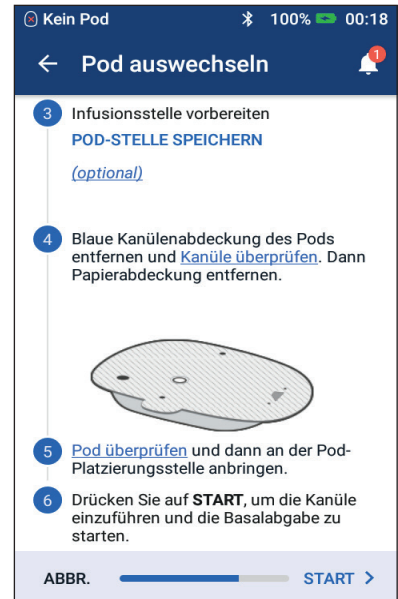 Kein Pod 100% 00:18
Pod auswechseln 1
3 Infusionsstelle vorbereiten
POD-STELLE SPEICHERN
(optional)
4 Blaue Kanülenabdeckung des Pods
entfernen und Kanüle überprüfen. Dann
Papierabdeckung entfernen.
5 Pod überprüfen und dann an der Pod-
Platzierungsstelle anbringen.
6 Drücken Sie auf START, um die Kanüle
einzuführen und die Basalabgabe zu
starten.
ABBR. START